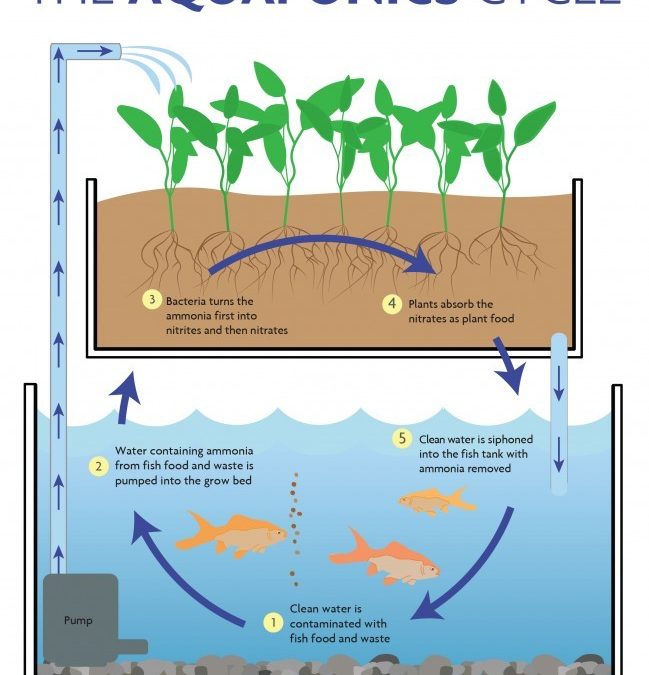 THE AQUAPONICS CYCLE
3 Bacteria turns the
ammonia first into
nitrites and then nitrates
4 Plants absorb the
nitrates as plant food
2 Water containing ammonia
from fish food and waste is
pumped into the grow bed
5 Clean water is siphoned
into the fish tank with
ammonia removed
1 Clean water is
contaminated with
fish food and waste
Pump